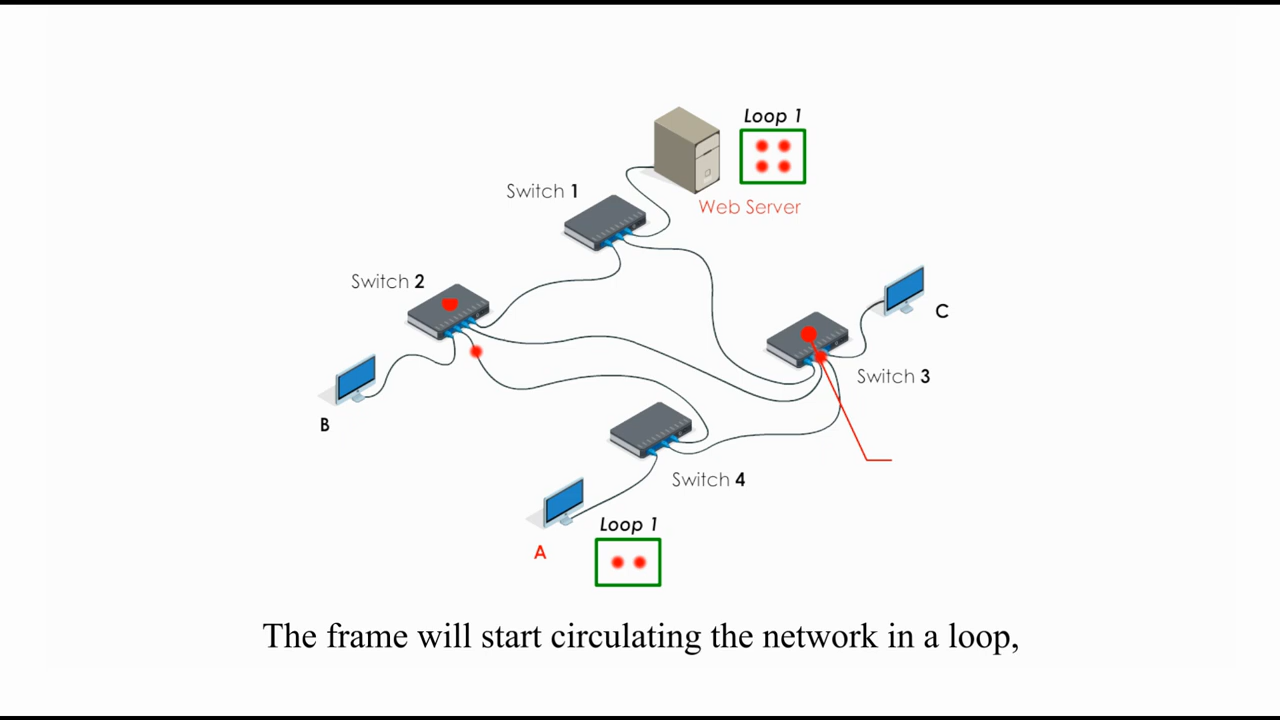 Loop 1
Switch 1
Web Server
Switch 2
C
Switch 3
B
Switch 4
Loop 1
A
The frame will start circulating the network in a loop,